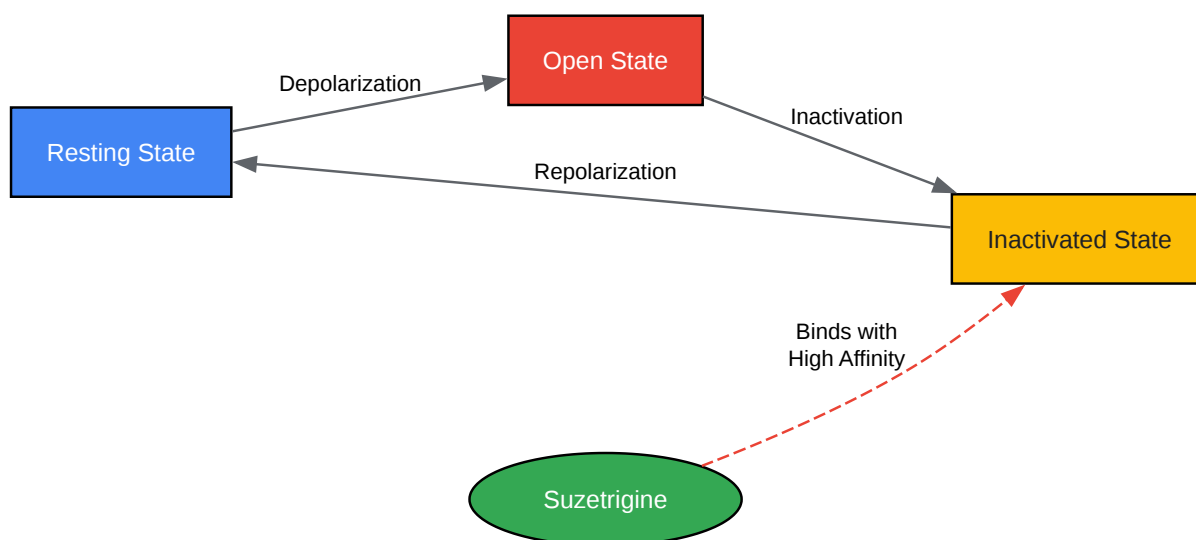 Open State
Depolarization
Inactivation
Resting State
Repolarization
Inactivated State
Binds with
High Affinity
Suzetrigine